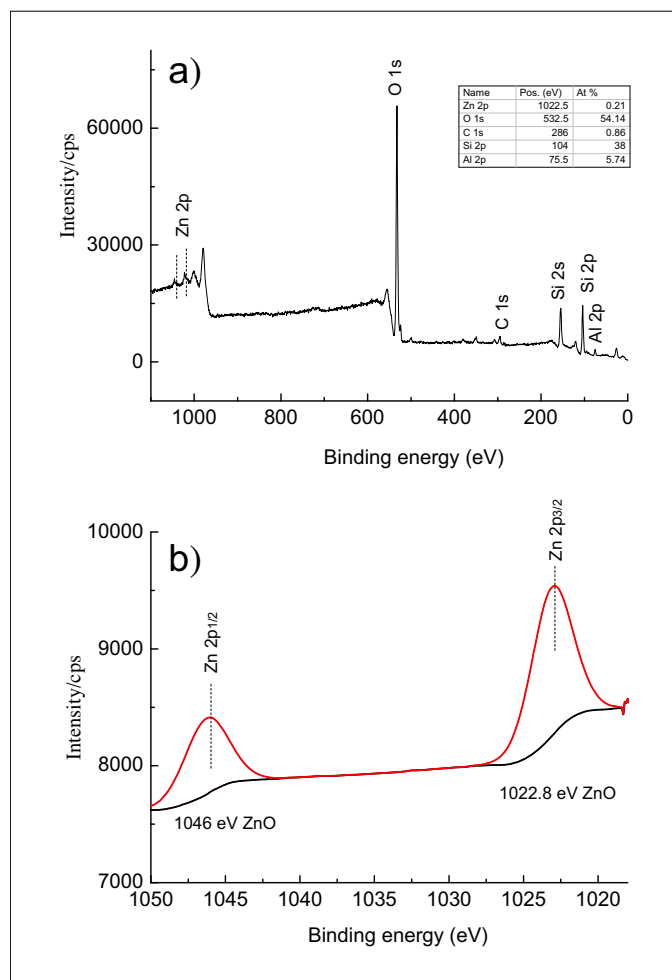 a)
O 1s
Name Pos. (eV) At %
Zn 2p 1022.5 0.21
O 1s 532.5 54.14
C 1s 286 0.86
Si 2p 104 38
Al 2p 75.5 5.74
60000
30000
0
Intensity/cps
Zn 2p
C 1s
Si 2s
Si 2p
Al 2p
1000 800 600 400 200 0
Binding energy (eV)
b)
10000
9000
8000
7000
Intensity/cps
Zn 2p1/2
Zn 2p3/2
1046 eV ZnO
1022.8 eV ZnO
1050 1045 1040 1035 1030 1025 1020
Binding energy (eV)